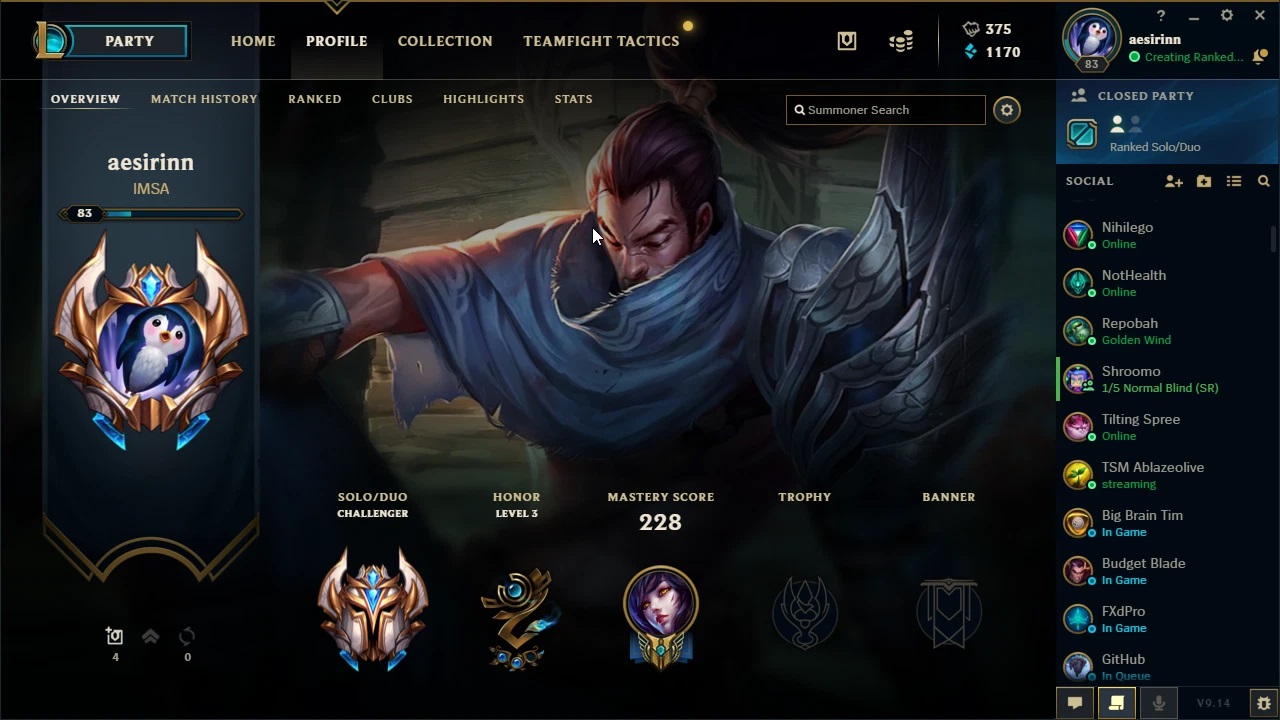 PARTY
HOME
PROFILE
COLLECTION
TEAMFIGHT TACTICS
375
1170
?
83
aesirinn
Creating Ranked...
OVERVIEW
MATCH HISTORY
RANKED
CLUBS
HIGHLIGHTS
STATS
Summoner Search
CLOSED PARTY
Ranked Solo/Duo
SOCIAL
aesirinn
IMSA
83
SOLO/DUO
CHALLENGER
HONOR
LEVEL 3
MASTERY SCORE
228
TROPHY
BANNER
4
0
Nihilego
Online
NotHealth
Online
Repobah
Golden Wind
Shroomo
1/5 Normal Blind (SR)
Tilting Spree
Online
TSM Ablazeolive
streaming
Big Brain Tim
In Game
Budget Blade
In Game
FXdPro
In Game
GitHub
In Queue
V9.14